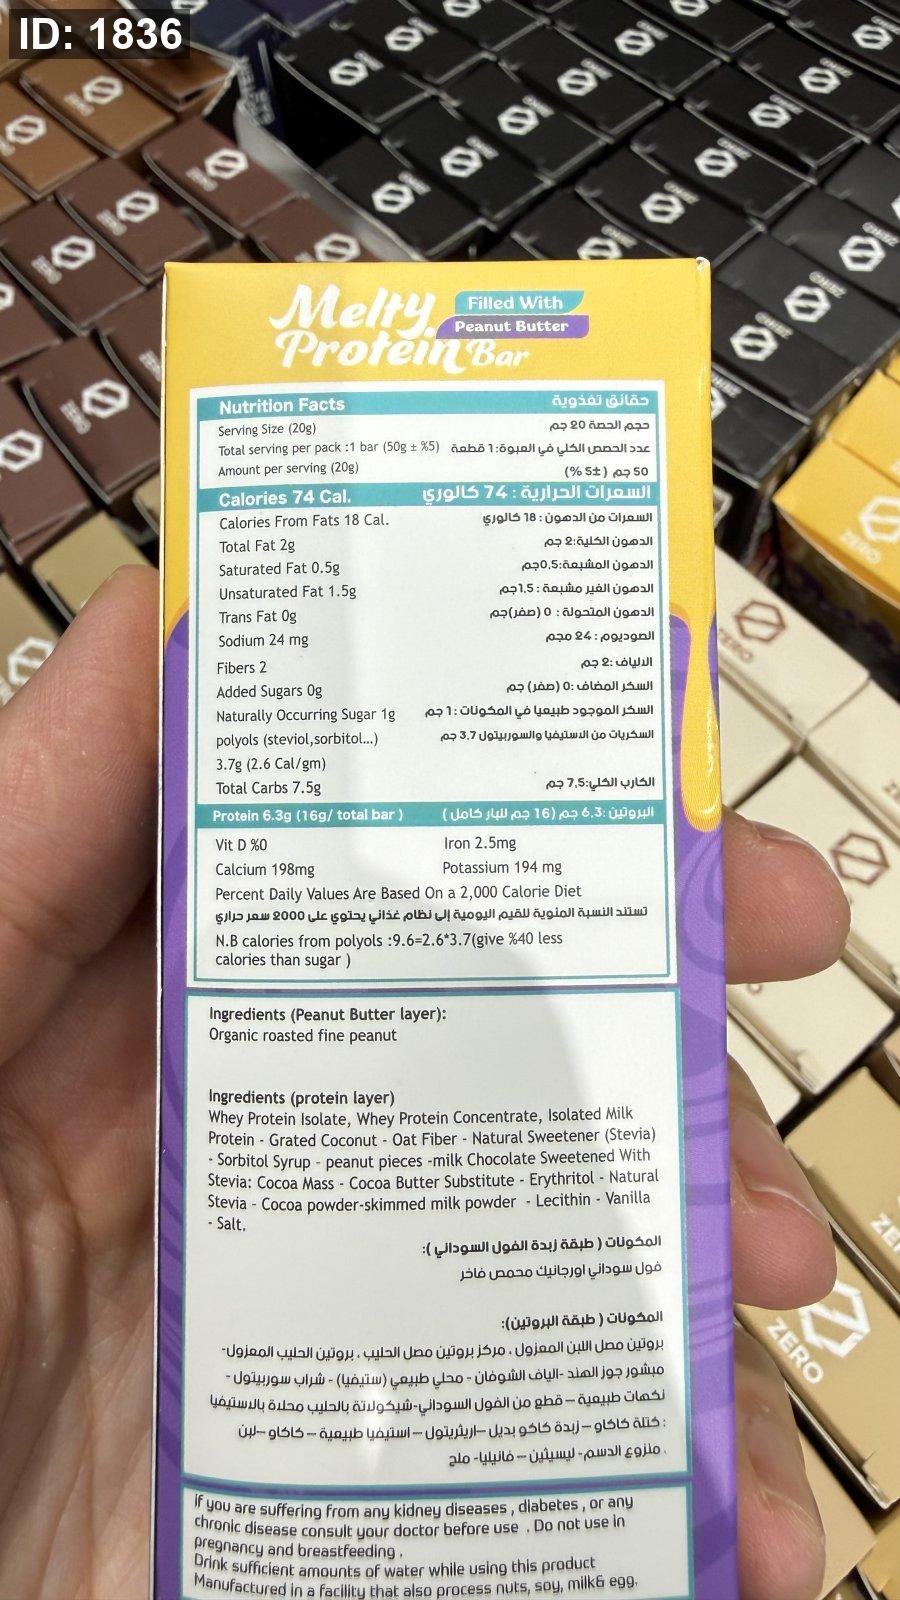 ID: 1836
Melty
Protein Bar
Filled With
Peanut Butter
Nutrition Facts حقائق تغذوية
Serving Size (20g) حجم الحصة 20 جم
Total serving per pack :1 bar (50g ± %5) عدد الحصص الكلي في العبوة: 1 قطعة
Amount per serving (20g) 50 جم (±5 %)
Calories 74 Cal. السعرات الحرارية : 74 كالوري
Calories From Fats 18 Cal. السعرات من الدهون : 18 كالوري
Total Fat 2g الدهون الكلية:2 جم
Saturated Fat 0.5g الدهون المشبعة:0,5جم
Unsaturated Fat 1.5g الدهون الغير مشبعة : 1,5جم
Trans Fat 0g الدهون المتحولة : 0 (صفر)جم
Sodium 24 mg الصوديوم : 24 مجم
Fibers 2 الالياف :2 جم
Added Sugars 0g السكر المضاف :0 (صفر) جم
Naturally Occurring Sugar 1g السكر الموجود طبيعيا في المكونات : 1 جم
polyols (steviol,sorbitol...) السكريات من الاستيفيا والسوربيتول 3.7 جم
3.7g (2.6 Cal/gm)
Total Carbs 7.5g الكارب الكلي:7,5 جم
Protein 6.3g (16g/ total bar ) البروتين: 6.3 جم (16 جم للبار كامل )
Vit D %0 Iron 2.5mg
Calcium 198mg Potassium 194 mg
Percent Daily Values Are Based On a 2,000 Calorie Diet
تستند النسبة المئوية للقيم اليومية إلى نظام غذائي يحتوي على 2000 سعر حراري
N.B calories from polyols :9.6=2.6*3.7(give %40 less
calories than sugar )
Ingredients (Peanut Butter layer):
Organic roasted fine peanut
Ingredients (protein layer)
Whey Protein Isolate, Whey Protein Concentrate, Isolated Milk
Protein - Grated Coconut - Oat Fiber - Natural Sweetener (Stevia)
- Sorbitol Syrup - peanut pieces -milk Chocolate Sweetened With
Stevia: Cocoa Mass - Cocoa Butter Substitute - Erythritol - Natural
Stevia - Cocoa powder-skimmed milk powder - Lecithin - Vanilla
- Salt.
المكونات ( طبقة زبدة الفول السوداني ):
فول سوداني اورجانيك محمص فاخر
المكونات ( طبقة البروتين):
بروتين مصل اللبن المعزول ، مركز بروتين مصل الحليب ، بروتين الحليب المعزول-
مبشور جوز الهند -الياف الشوفان - محلي طبيعي (ستيفيا) - شراب سوربيتول -
نكهات طبيعية – قطع من الفول السوداني-شيكولاتة بالحليب محلاة بالاستيفيا
: كتلة كاكاو – زبدة كاكو بديل –اريثريتول – استيفيا طبيعية – كاكاو –لبن
منزوع الدسم- ليسيثين – فانيليا- ملح .
if you are suffering from any kidney diseases , diabetes , or any
chronic disease consult your doctor before use . Do not use in
pregnancy and breastfeeding .
Drink sufficient amounts of water while using this product
Manufactured in a facility that also process nuts, soy, milk& egg.
ZERO
ZERO
ZERO